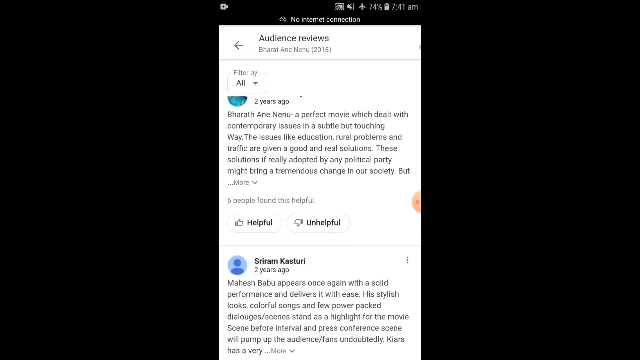 74% 7:41 am
No internet connection
Audience reviews
Bharat Ane Nenu (2018)
Filter by
All
2 years ago
Bharath Ane Nenu- a perfect movie which dealt with
contemporary issues in a subtle but touching
Way.The issues like education, rural problems and
traffic are given a good and real solutions. These
solutions if really adopted by any political party
might bring a tremendous change in our society. But
...More
6 people found this helpful.
Helpful
Unhelpful
Sriram Kasturi
2 years ago
Mahesh Babu appears once again with a solid
performance and delivers it with ease. His stylish
looks, colorful songs and few power packed
dialouges/scenes stand as a highlight for the movie.
Scene before interval and press conference scene
will pump up the audience/fans undoubtedly. Kiara
has a very ...More